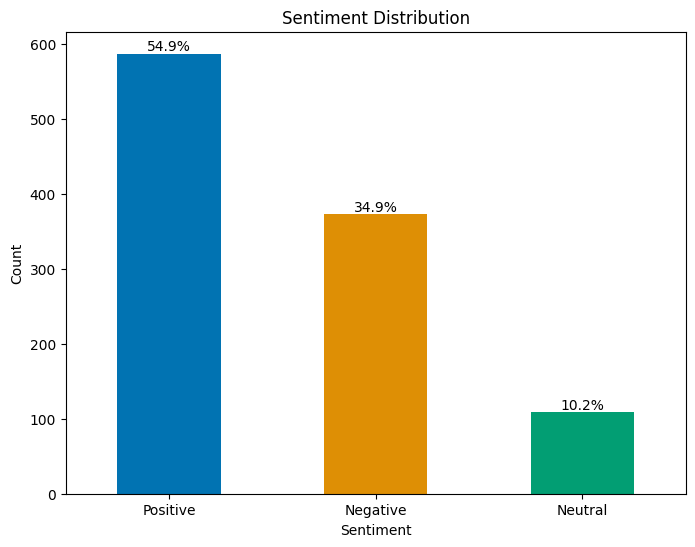 Sentiment Distribution
600
500
400
300
200
100
0
Count
54.9%
34.9%
10.2%
Positive
Negative
Neutral
Sentiment